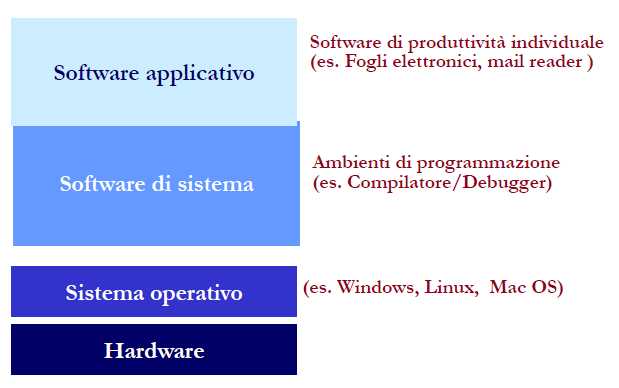 Software applicativo
Software di produttività individuale
(es. Fogli elettronici, mail reader )
Software di sistema
Ambienti di programmazione
(es. Compilatore/Debugger)
Sistema operativo
(es. Windows, Linux,  Mac OS)
Hardware